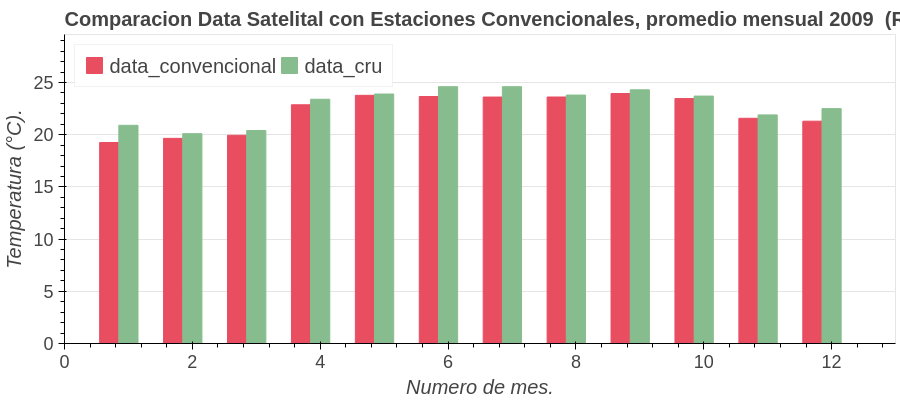 Comparacion Data Satelital con Estaciones Convencionales, promedio mensual 2009 (R
data_convencional data_cru
25
20
15
10
5
0
Temperatura (°C).
0 2 4 6 8 10 12
Numero de mes.